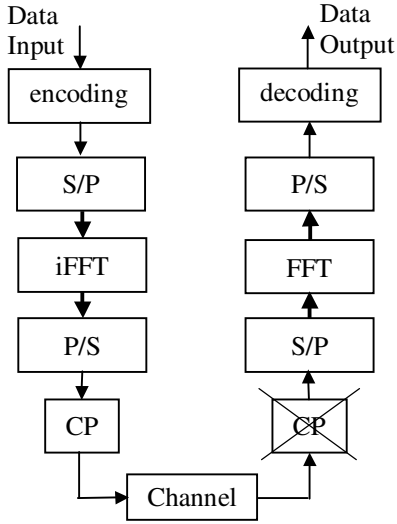 Data
Input
encoding
S/P
iFFT
P/S
CP
Channel
Data
Output
decoding
P/S
FFT
S/P
CP